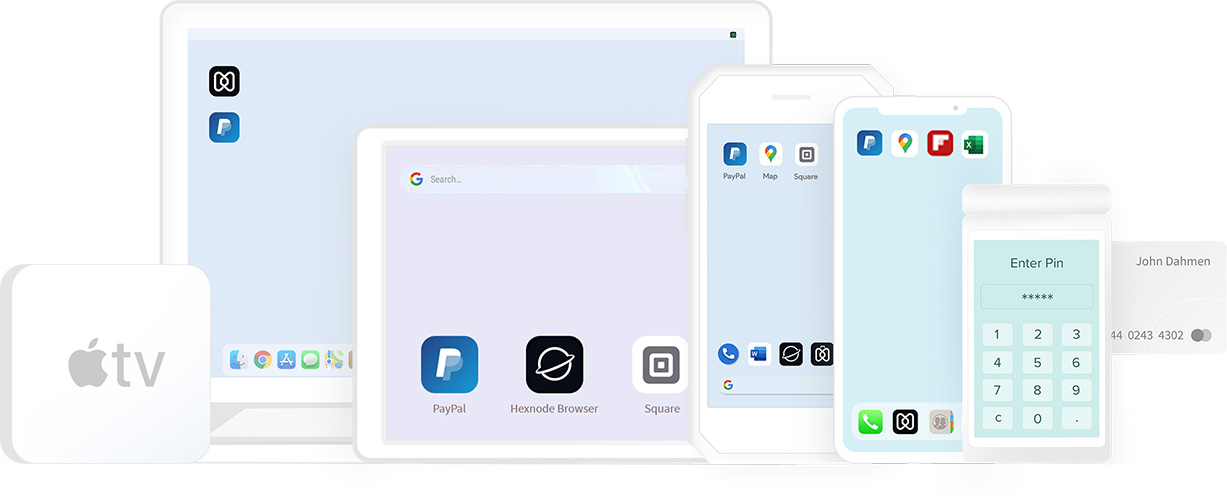 tv
Search...
PayPal
Hexnode Browser
Square
PayPal
Map
Square
Enter Pin
*****
1 2 3
4 5 6
7 8 9
c 0 .
John Dahmen
44 0243 4302